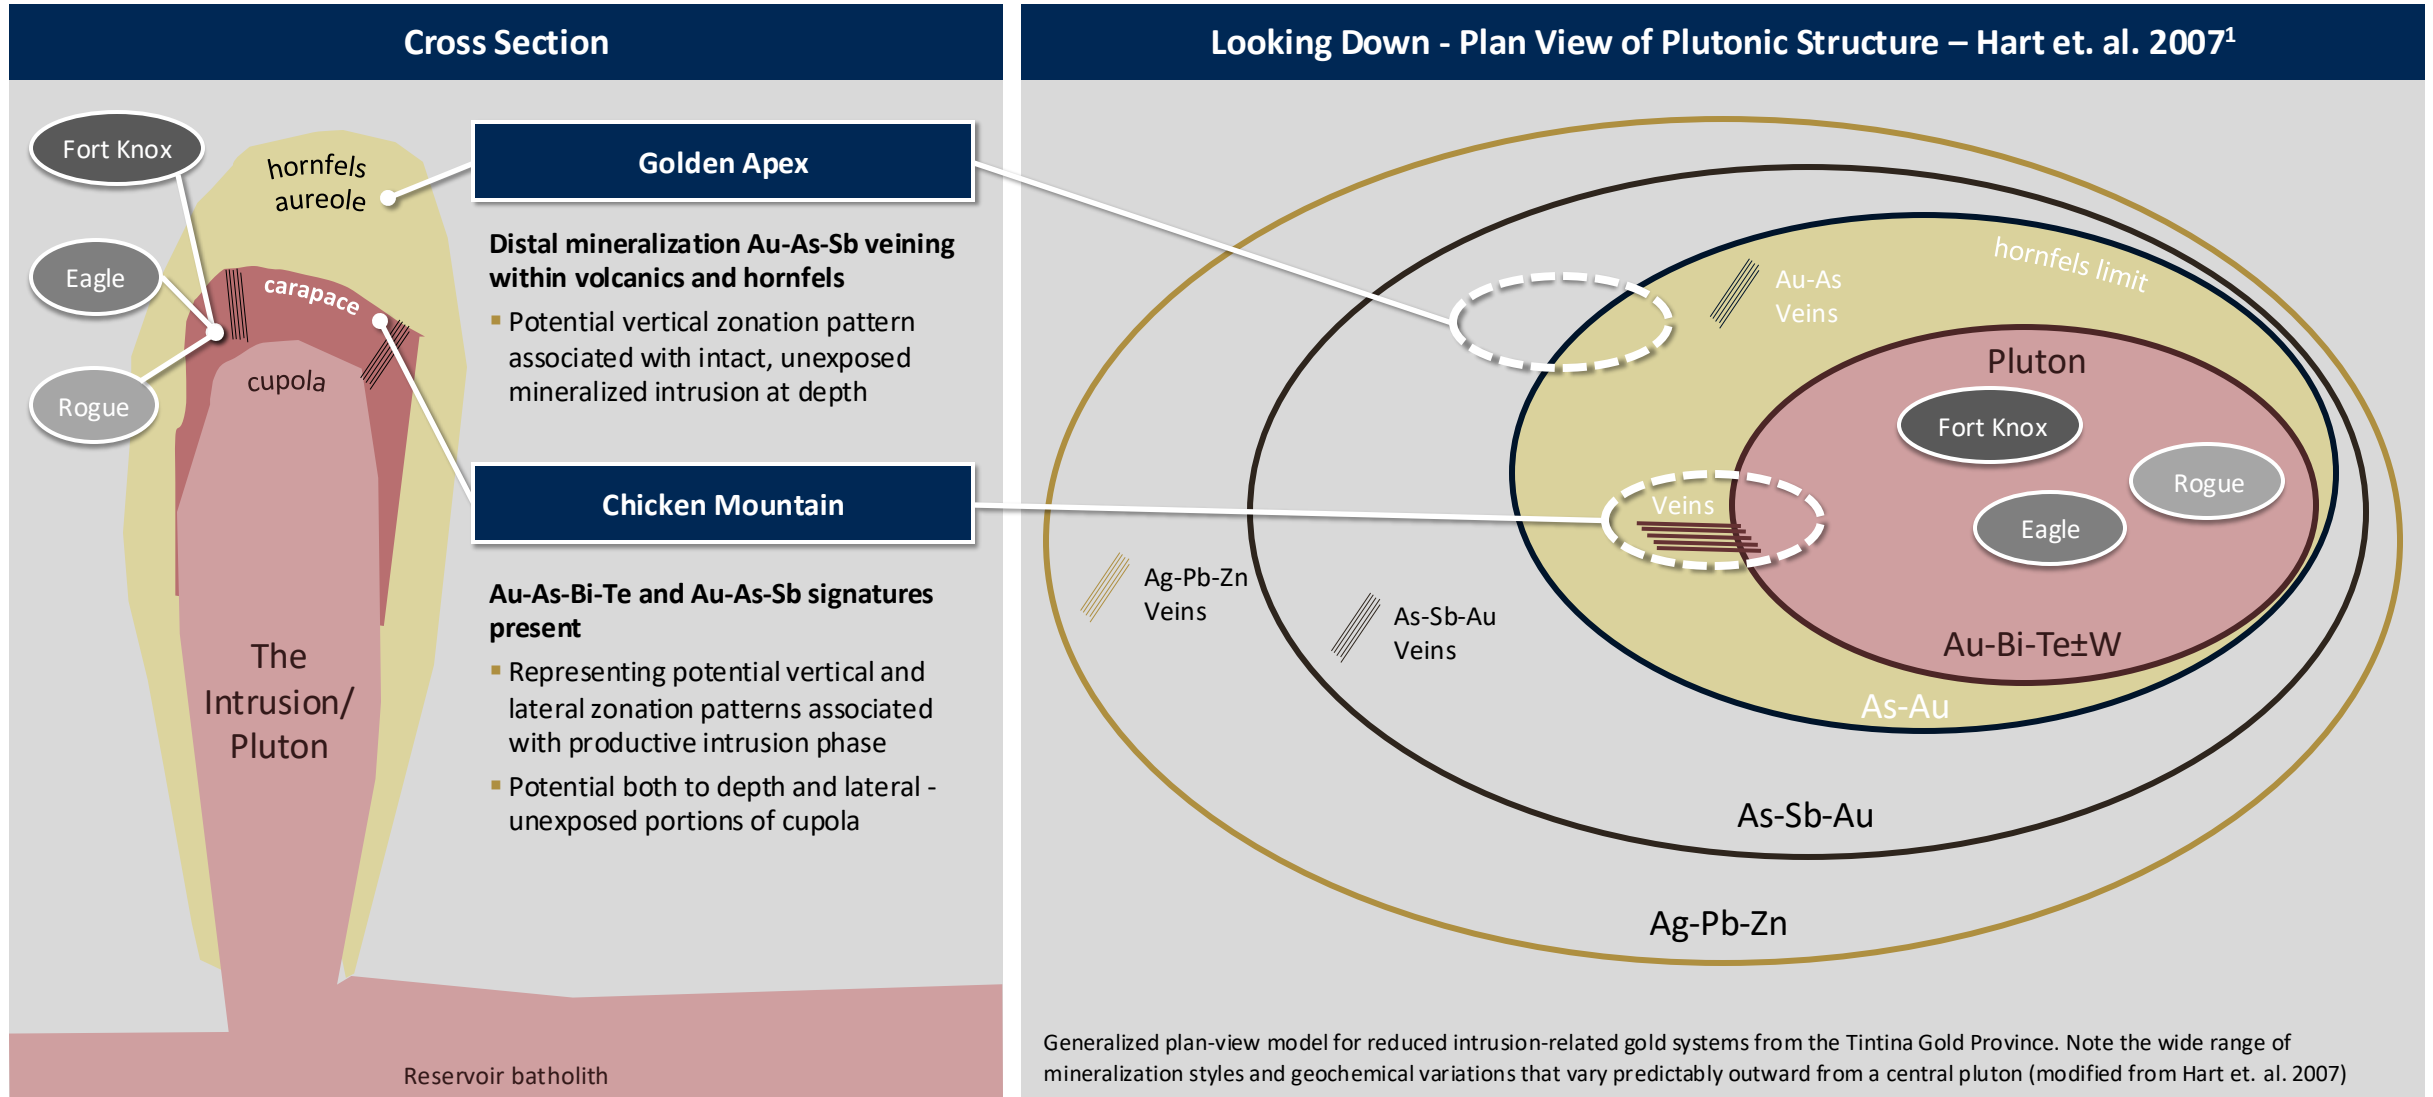 Cross Section
Fort Knox
Eagle
Rogue
hornfels
aureole
carapace
cupola
The
Intrusion/
Pluton
Reservoir batholith
Golden Apex
Distal mineralization Au-As-Sb veining
within volcanics and hornfels
▪ Potential vertical zonation pattern
associated with intact, unexposed
mineralized intrusion at depth
Chicken Mountain
Au-As-Bi-Te and Au-As-Sb signatures
present
▪ Representing potential vertical and
lateral zonation patterns associated
with productive intrusion phase
▪ Potential both to depth and lateral -
unexposed portions of cupola
Looking Down - Plan View of Plutonic Structure – Hart et. al. 2007¹
hornfels limit
Au-As
Veins
Pluton
Fort Knox
Rogue
Eagle
Veins
Ag-Pb-Zn
Veins
As-Sb-Au
Veins
Au-Bi-Te±W
As-Au
As-Sb-Au
Ag-Pb-Zn
Generalized plan-view model for reduced intrusion-related gold systems from the Tintina Gold Province. Note the wide range of
mineralization styles and geochemical variations that vary predictably outward from a central pluton (modified from Hart et. al. 2007)